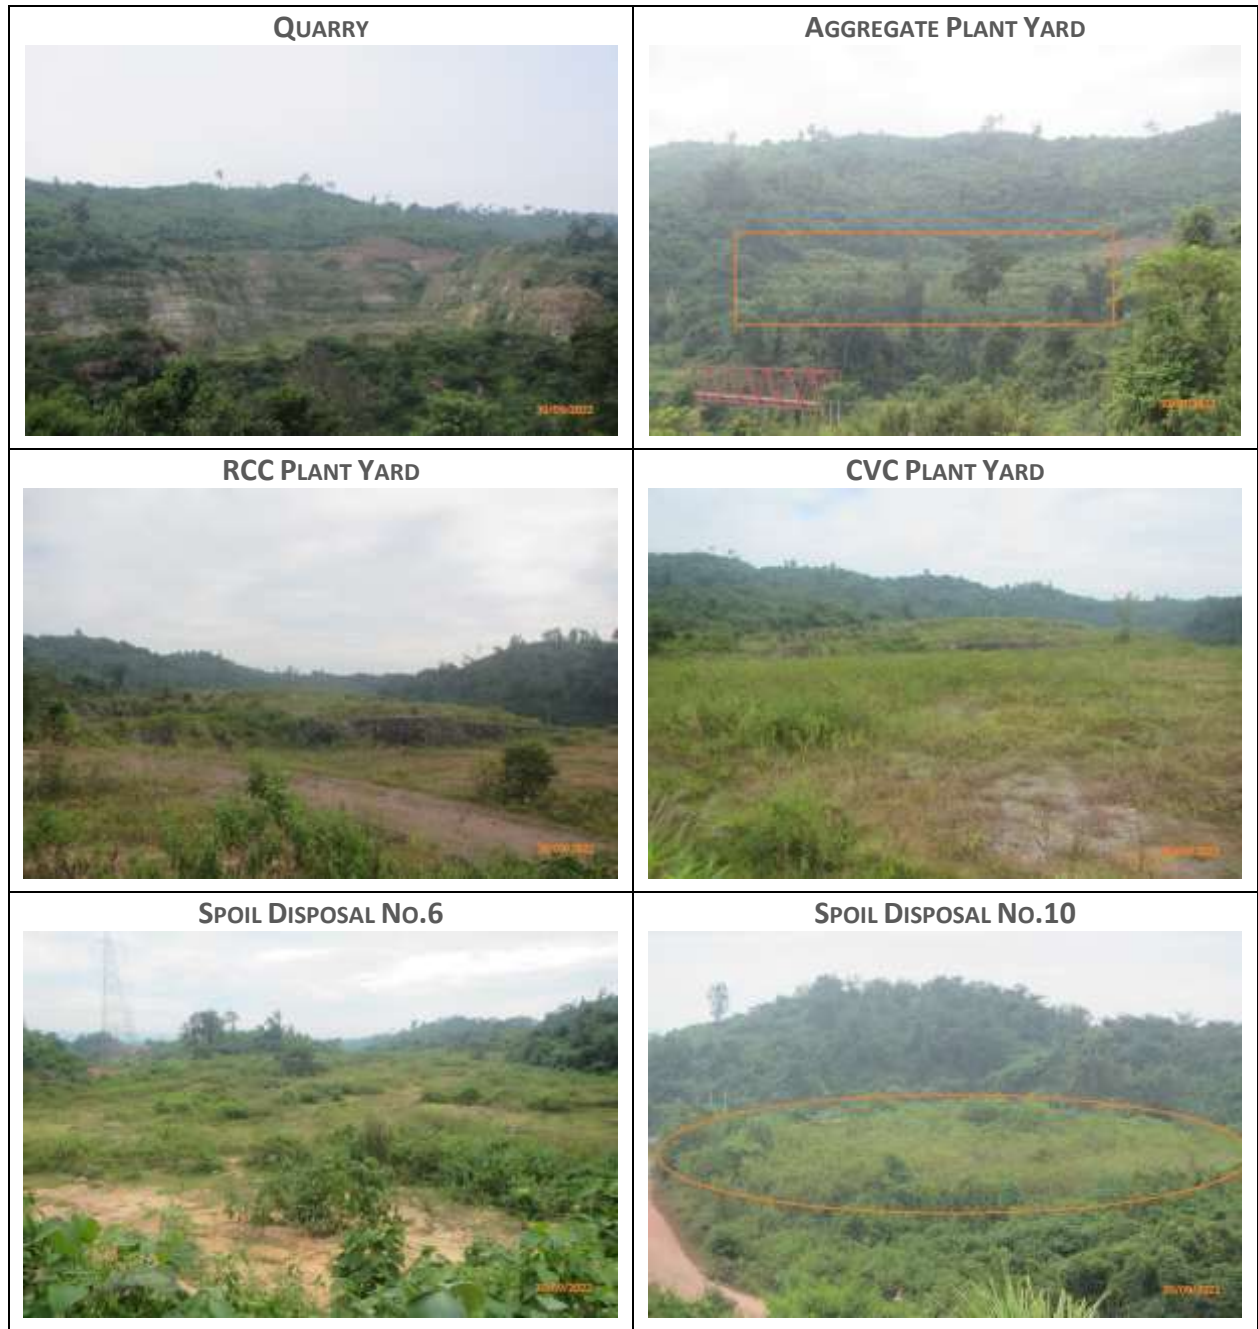 QUARRY
AGGREGATE PLANT YARD
RCC PLANT YARD
CVC PLANT YARD
SPOIL DISPOSAL NO.6
SPOIL DISPOSAL NO.10